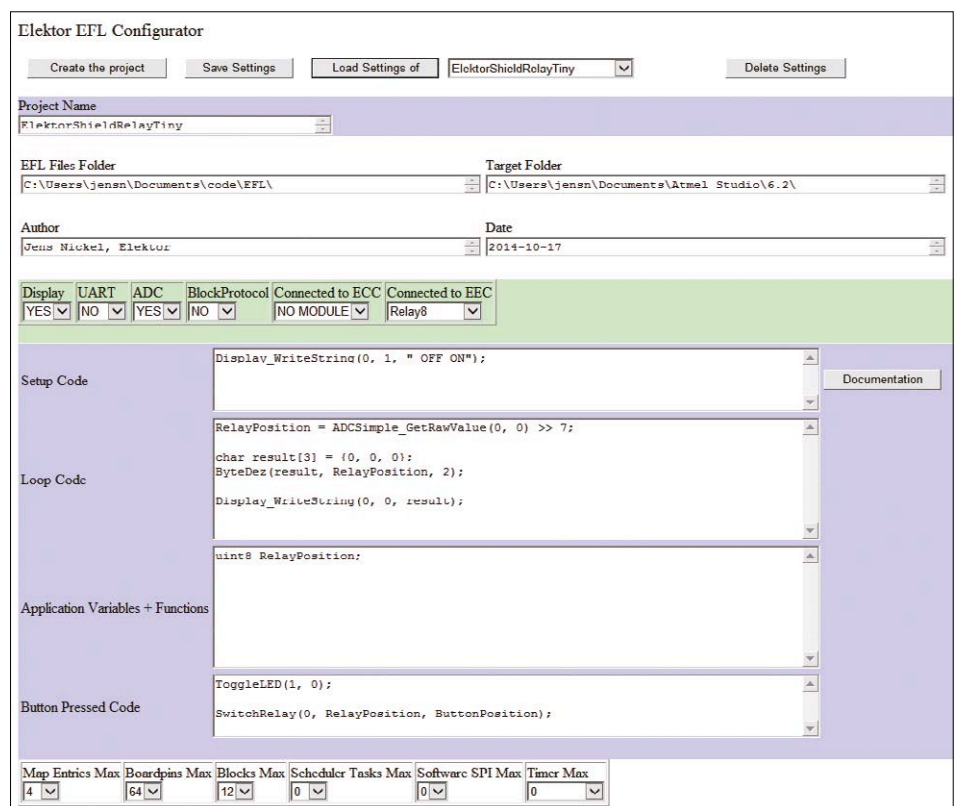 Elektor EFL Configurator
Create the project Save Settings Load Settings of ElektorShieldRelayTiny Delete Settings
Project Name
ElektorShieldRelayTiny
EFL Files Folder Target Folder
C:\Users\jensn\Documents\code\EFL\ C:\Users\jensn\Documents\Atmel Studio\6.2\
Author Date
Jens Nickel, Elektor 2014-10-17
Display UART ADC BlockProtocol Connected to ECC Connected to EEC
YES NO YES NO NO MODULE Relay8
Setup Code
Display_WriteString(0, 1, " OFF ON");
Documentation
Loop Code
RelayPosition = ADCSimple_GetRawValue(0, 0) >> 7;
char result[3] = {0, 0, 0};
ByteDez(result, RelayPosition, 2);
Display_WriteString(0, 0, result);
Application Variables + Functions
uint8 RelayPosition;
Button Pressed Code
ToggleLED(1, 0);
SwitchRelay(0, RelayPosition, ButtonPosition);
Map Entries Max Boardpins Max Blocks Max Scheduler Tasks Max Software SPI Max Timer Max
4 64 12 0 0 0